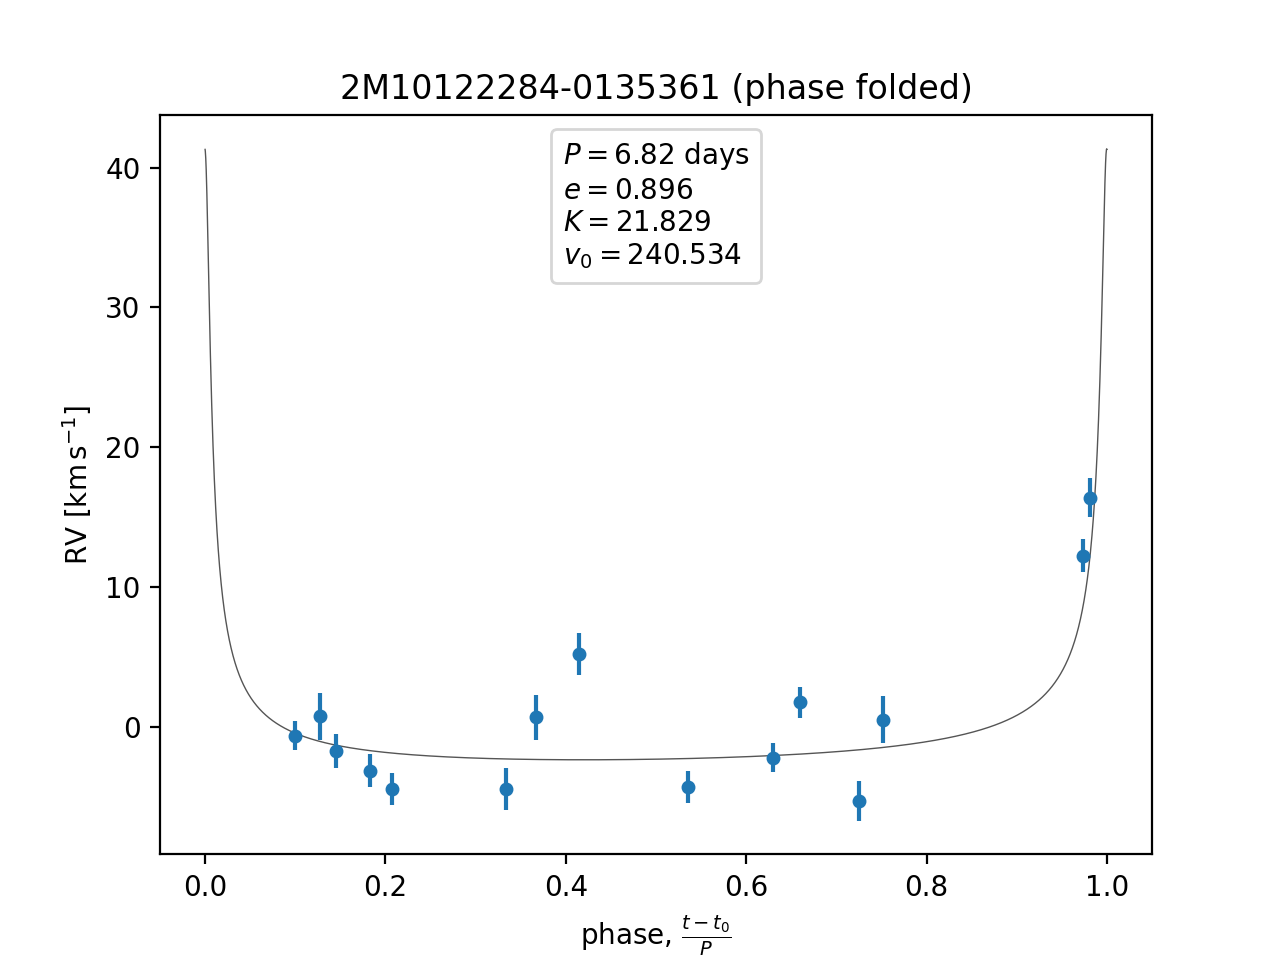 2M10122284-0135361 (phase folded)
P = 6.82 days
e = 0.896
K = 21.829
v₀ = 240.534
40
30
20
10
0
RV [km s⁻¹]
0.0 0.2 0.4 0.6 0.8 1.0
phase, (t − t₀)/P